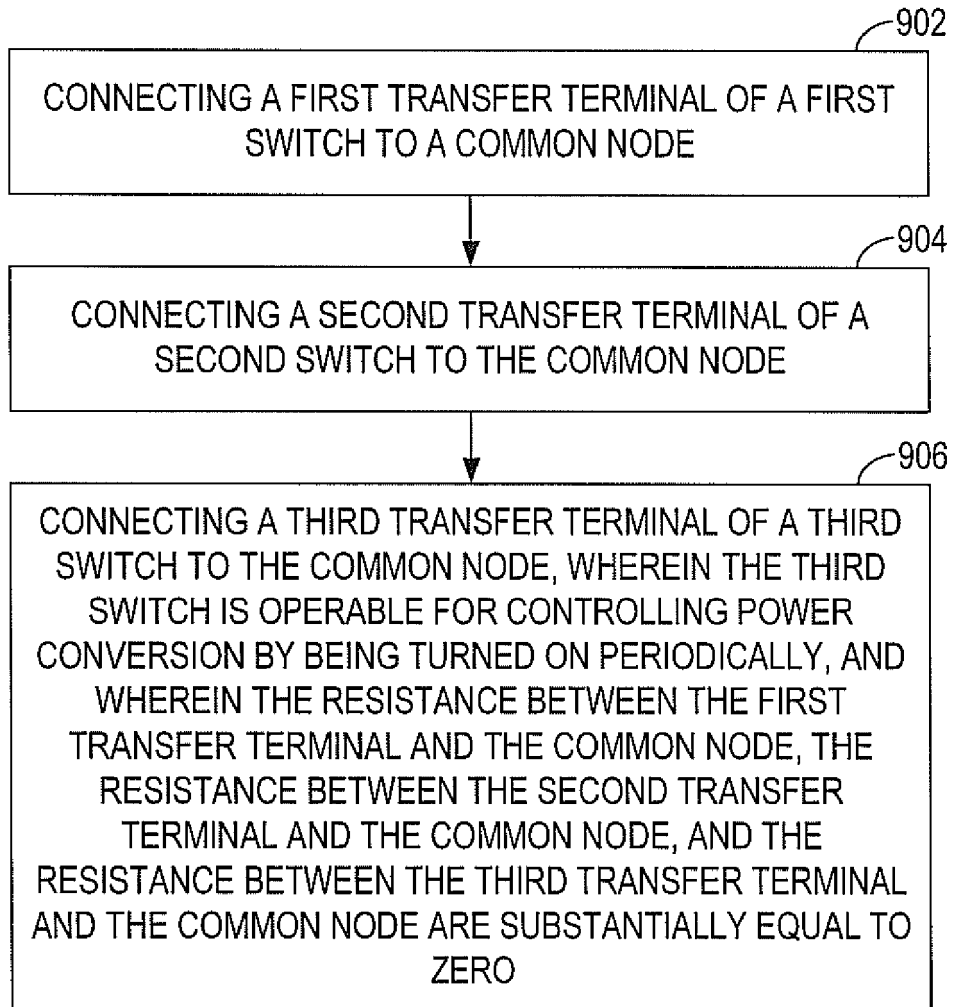 902
CONNECTING A FIRST TRANSFER TERMINAL OF A FIRST
SWITCH TO A COMMON NODE
904
CONNECTING A SECOND TRANSFER TERMINAL OF A
SECOND SWITCH TO THE COMMON NODE
906
CONNECTING A THIRD TRANSFER TERMINAL OF A THIRD
SWITCH TO THE COMMON NODE, WHEREIN THE THIRD
SWITCH IS OPERABLE FOR CONTROLLING POWER
CONVERSION BY BEING TURNED ON PERIODICALLY, AND
WHEREIN THE RESISTANCE BETWEEN THE FIRST
TRANSFER TERMINAL AND THE COMMON NODE, THE
RESISTANCE BETWEEN THE SECOND TRANSFER
TERMINAL AND THE COMMON NODE, AND THE
RESISTANCE BETWEEN THE THIRD TRANSFER TERMINAL
AND THE COMMON NODE ARE SUBSTANTIALLY EQUAL TO
ZERO